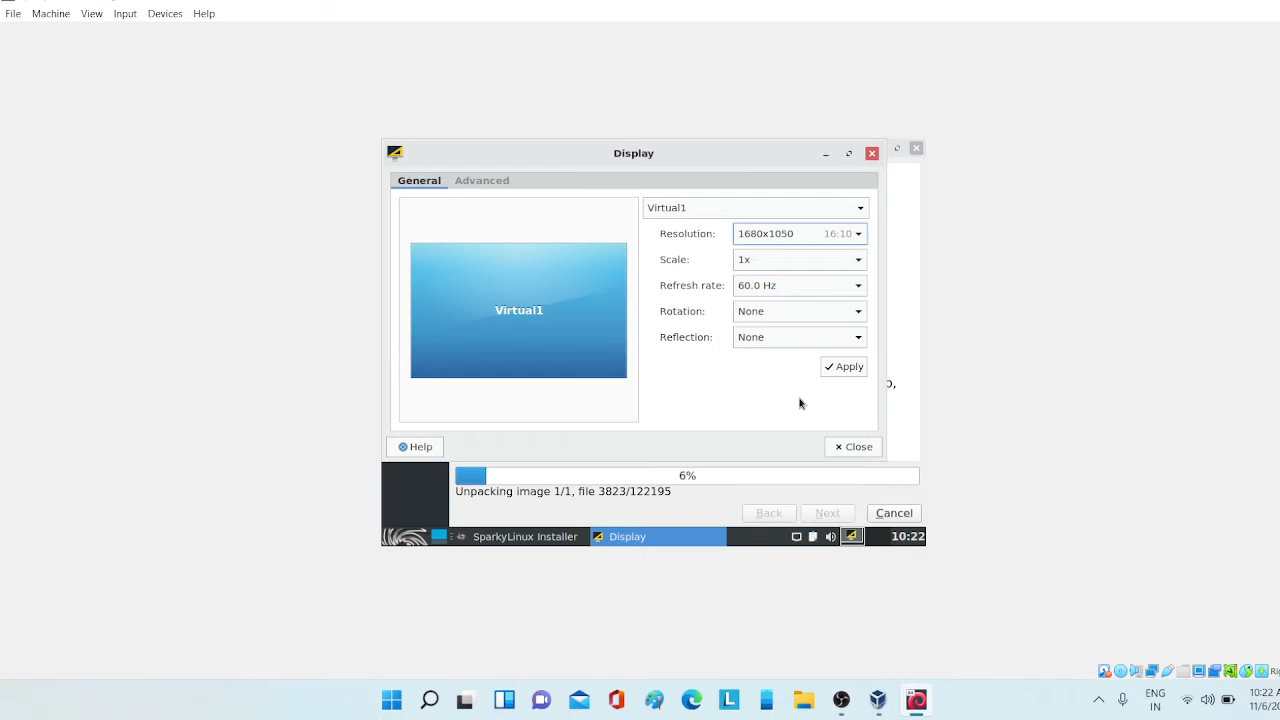 File Machine View Input Devices Help
Display
General Advanced
Virtual1
Virtual1
Resolution: 1680x1050 16:10
Scale: 1x
Refresh rate: 60.0 Hz
Rotation: None
Reflection: None
Apply
o,
Help Close
6%
Unpacking image 1/1, file 3823/122195
Back Next Cancel
SparkyLinux Installer Display 10:22
ENG
IN
10:22 A
11/6/2